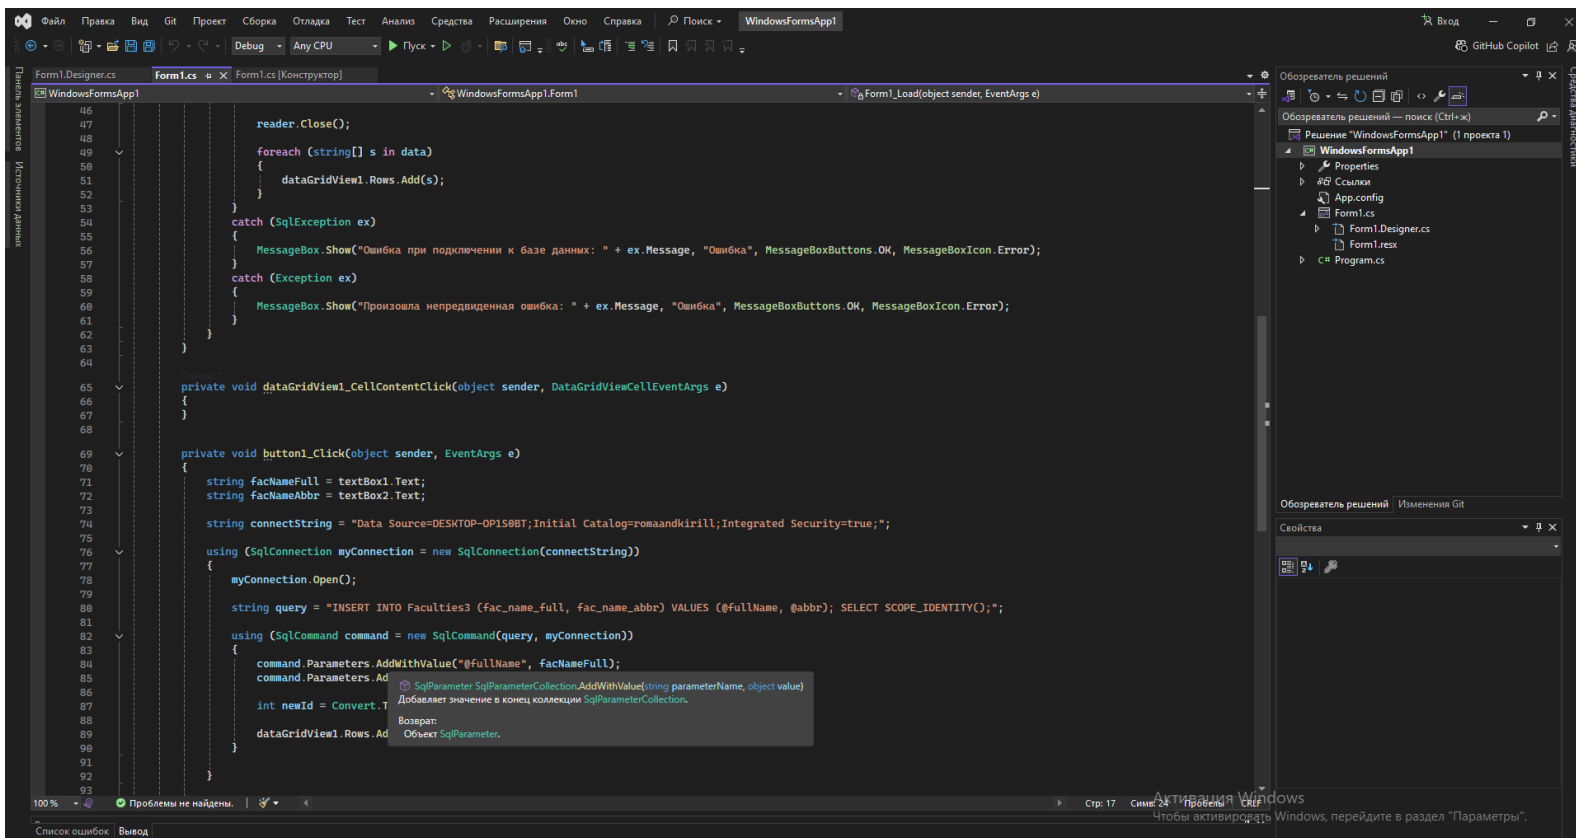 Файл Правка Вид Git Проект Сборка Отладка Тест Анализ Средства Расширения Окно Справка Поиск WindowsFormsApp1 Вход
Debug Any CPU Пуск GitHub Copilot
Панель элементов
Источники данных
Form1.Designer.cs Form1.cs Form1.cs [Конструктор]
WindowsFormsApp1 WindowsFormsApp1.Form1 Form1_Load(object sender, EventArgs e)
46
47 reader.Close();
48
49 foreach (string[] s in data)
50 {
51 dataGridView1.Rows.Add(s);
52 }
53 }
54 catch (SqlException ex)
55 {
56 MessageBox.Show("Ошибка при подключении к базе данных: " + ex.Message, "Ошибка", MessageBoxButtons.OK, MessageBoxIcon.Error);
57 }
58 catch (Exception ex)
59 {
60 MessageBox.Show("Произошла непредвиденная ошибка: " + ex.Message, "Ошибка", MessageBoxButtons.OK, MessageBoxIcon.Error);
61 }
62 }
63 }
64
65 private void dataGridView1_CellContentClick(object sender, DataGridViewCellEventArgs e)
66 {
67 }
68
69 private void button1_Click(object sender, EventArgs e)
70 {
71 string facNameFull = textBox1.Text;
72 string facNameAbbr = textBox2.Text;
73
74 string connectString = "Data Source=DESKTOP-OP1S0BT;Initial Catalog=romaandkirill;Integrated Security=true;";
75
76 using (SqlConnection myConnection = new SqlConnection(connectString))
77 {
78 myConnection.Open();
79
80 string query = "INSERT INTO Faculties3 (fac_name_full, fac_name_abbr) VALUES (@fullName, @abbr); SELECT SCOPE_IDENTITY();";
81
82 using (SqlCommand command = new SqlCommand(query, myConnection))
83 {
84 command.Parameters.AddWithValue("@fullName", facNameFull);
85 command.Parameters.Ad
86
87 int newId = Convert.T
88
89 dataGridView1.Rows.Ad
90 }
91
92 }
93
SqlParameter SqlParameterCollection.AddWithValue(string parameterName, object value)
Добавляет значение в конец коллекции SqlParameterCollection.
Возврат:
Объект SqlParameter.
100 % Проблемы не найдены. Стр: 17 Симв: 24 Пробелы CRLF
Список ошибок Вывод
Обозреватель решений
Обозреватель решений — поиск (Ctrl+ж)
Решение "WindowsFormsApp1" (1 проекта 1)
WindowsFormsApp1
Properties
Ссылки
App.config
Form1.cs
Form1.Designer.cs
Form1.resx
C# Program.cs
Обозреватель решений Изменения Git
Свойства
Средства диагностики
Активация Windows
Чтобы активировать Windows, перейдите в раздел "Параметры".